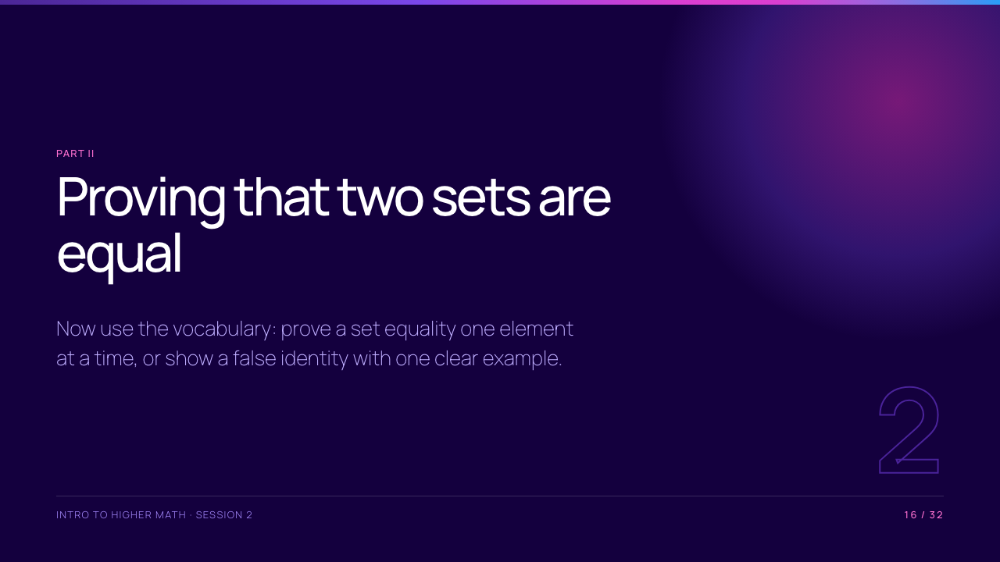 PART II
Proving that two sets are
equal
Now use the vocabulary: prove a set equality one element
at a time, or show a false identity with one clear example.
2
INTRO TO HIGHER MATH · SESSION 2
16 / 32